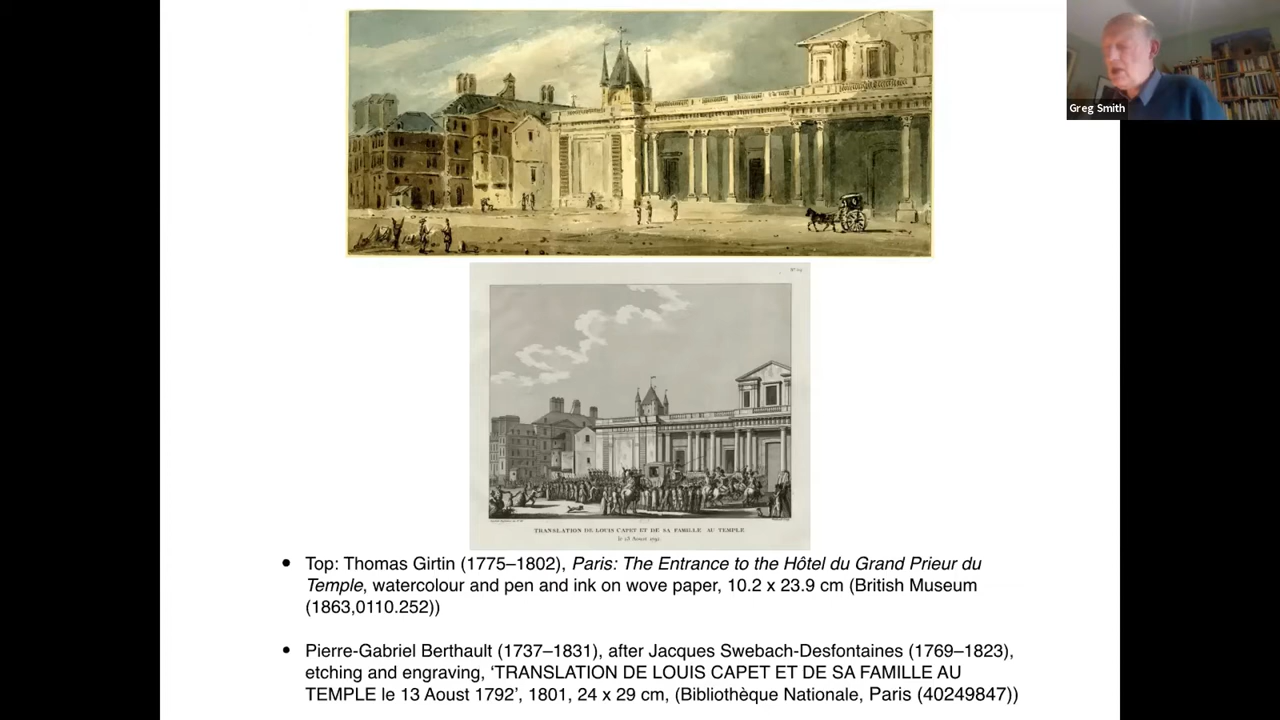 Greg Smith
TRANSLATION DE LOUIS CAPET ET DE SA FAMILLE AU TEMPLE
• Top: Thomas Girtin (1775–1802), Paris: The Entrance to the Hôtel du Grand Prieur du
Temple, watercolour and pen and ink on wove paper, 10.2 x 23.9 cm (British Museum
(1863,0110.252))
• Pierre-Gabriel Berthault (1737–1831), after Jacques Swebach-Desfontaines (1769–1823),
etching and engraving, ‘TRANSLATION DE LOUIS CAPET ET DE SA FAMILLE AU
TEMPLE le 13 Aoust 1792’, 1801, 24 x 29 cm, (Bibliothèque Nationale, Paris (40249847))